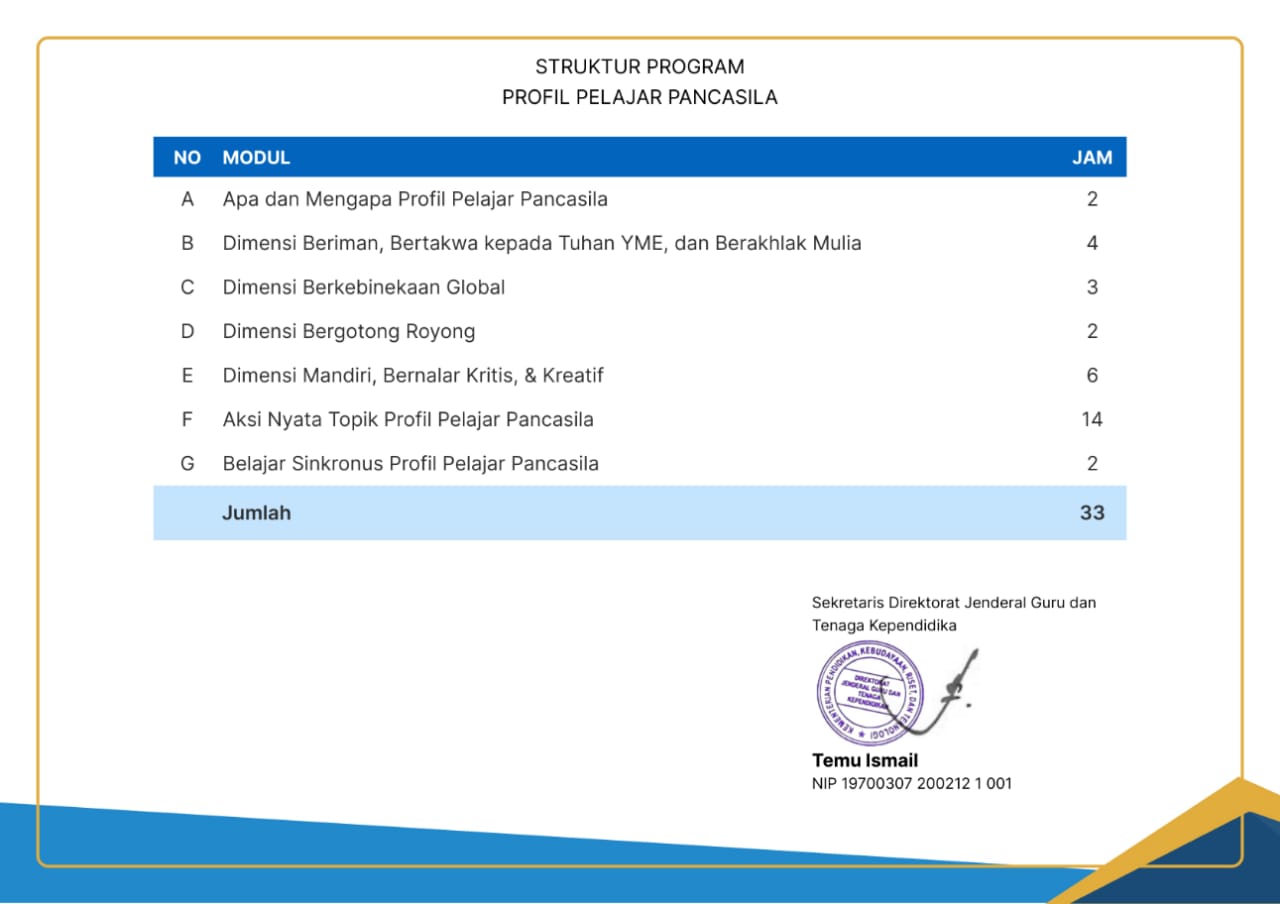 STRUKTUR PROGRAM
PROFIL PELAJAR PANCASILA
NO MODUL JAM
A Apa dan Mengapa Profil Pelajar Pancasila 2
B Dimensi Beriman, Bertakwa kepada Tuhan YME, dan Berakhlak Mulia 4
C Dimensi Berkebinekaan Global 3
D Dimensi Bergotong Royong 2
E Dimensi Mandiri, Bernalar Kritis, & Kreatif 6
F Aksi Nyata Topik Profil Pelajar Pancasila 14
G Belajar Sinkronus Profil Pelajar Pancasila 2
Jumlah 33
Sekretaris Direktorat Jenderal Guru dan
Tenaga Kependidika
KEMENTERIAN PENDIDIKAN, KEBUDAYAAN, RISET, DAN TEKNOLOGI
DIREKTORAT
JENDERAL GURU DAN
TENAGA
KEPENDIDIKAN
Temu Ismail
NIP 19700307 200212 1 001